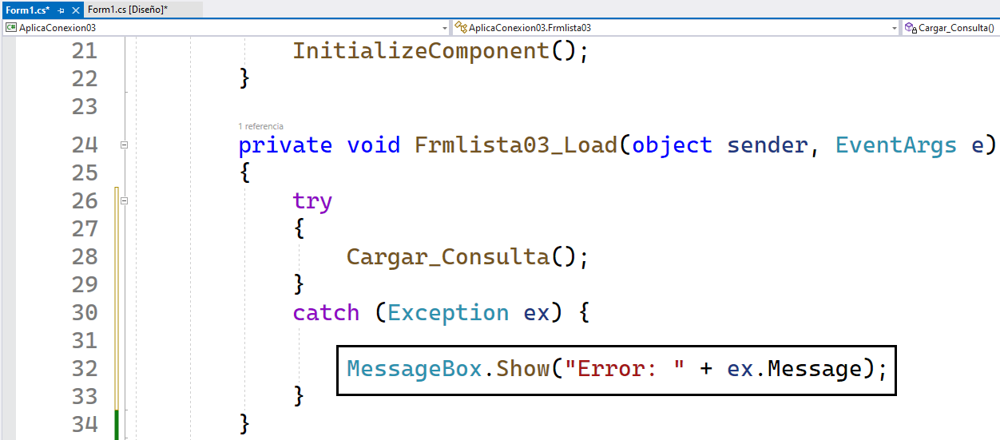 Form1.cs*
Form1.cs [Diseño]*
AplicaConexion03
AplicaConexion03.Frmlista03
Cargar_Consulta()
21 InitializeComponent();
22 }
23
1 referencia
24 private void Frmlista03_Load(object sender, EventArgs e)
25 {
26 try
27 {
28 Cargar_Consulta();
29 }
30 catch (Exception ex) {
31
32 MessageBox.Show("Error: " + ex.Message);
33 }
34 }